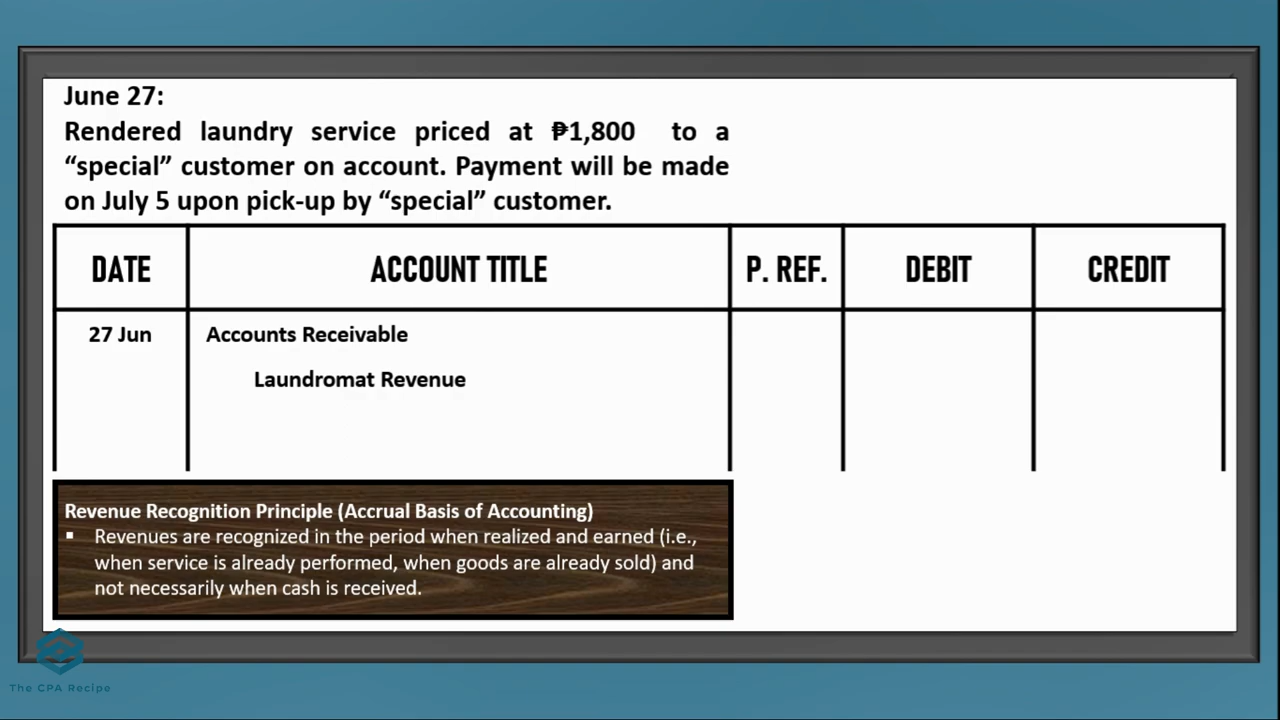 June 27:
Rendered laundry service priced at ₱1,800 to a
“special” customer on account. Payment will be made
on July 5 upon pick-up by “special” customer.
DATE ACCOUNT TITLE P. REF. DEBIT CREDIT
27 Jun Accounts Receivable
Laundromat Revenue
Revenue Recognition Principle (Accrual Basis of Accounting)
▪ Revenues are recognized in the period when realized and earned (i.e.,
when service is already performed, when goods are already sold) and
not necessarily when cash is received.
The CPA Recipe